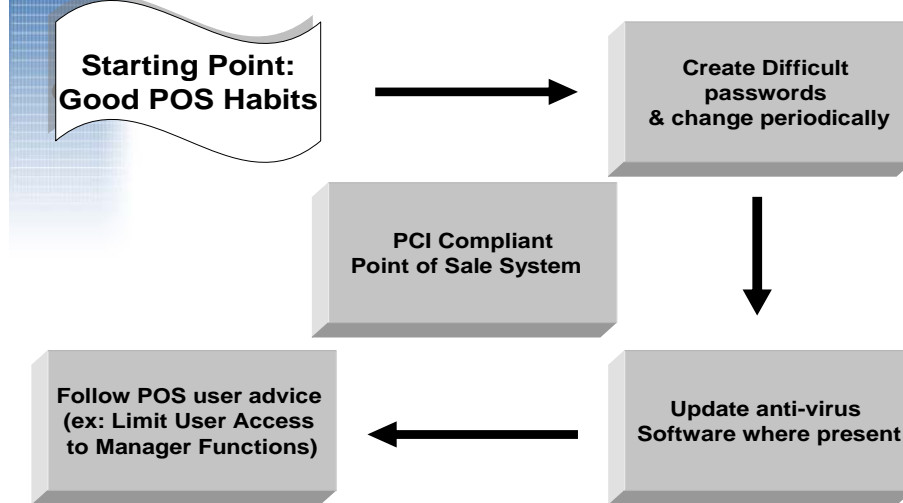 Starting Point:
Good POS Habits
Create Difficult
passwords
& change periodically
PCI Compliant
Point of Sale System
Update anti-virus
Software where present
Follow POS user advice
(ex: Limit User Access
to Manager Functions)